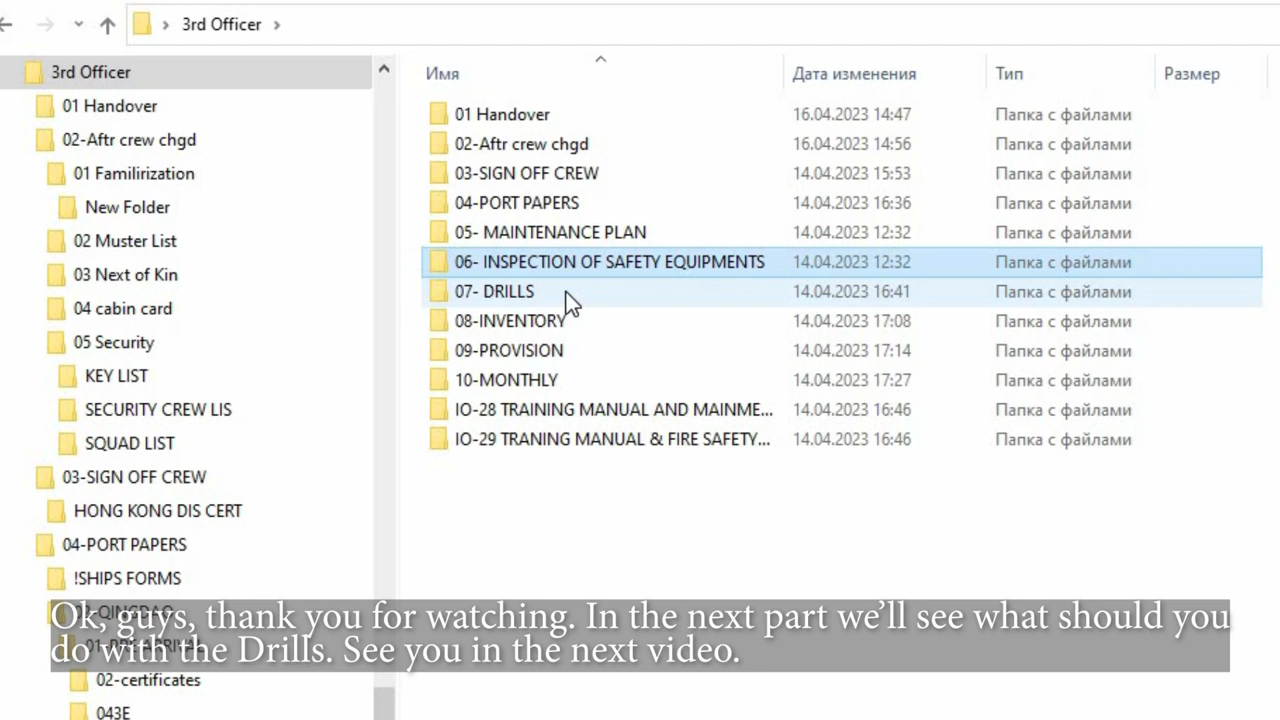 3rd Officer
3rd Officer
01 Handover
02-Aftr crew chgd
01 Familirization
New Folder
02 Muster List
03 Next of Kin
04 cabin card
05 Security
KEY LIST
SECURITY CREW LIS
SQUAD LIST
03-SIGN OFF CREW
HONG KONG DIS CERT
04-PORT PAPERS
!SHIPS FORMS
02-certificates
043E
Имя Дата изменения Тип Размер
01 Handover 16.04.2023 14:47 Папка с файлами
02-Aftr crew chgd 16.04.2023 14:56 Папка с файлами
03-SIGN OFF CREW 14.04.2023 15:53 Папка с файлами
04-PORT PAPERS 14.04.2023 16:36 Папка с файлами
05- MAINTENANCE PLAN 14.04.2023 12:32 Папка с файлами
06- INSPECTION OF SAFETY EQUIPMENTS 14.04.2023 12:32 Папка с файлами
07- DRILLS 14.04.2023 16:41 Папка с файлами
08-INVENTORY 14.04.2023 17:08 Папка с файлами
09-PROVISION 14.04.2023 17:14 Папка с файлами
10-MONTHLY 14.04.2023 17:27 Папка с файлами
IO-28 TRAINING MANUAL AND MAINME... 14.04.2023 16:46 Папка с файлами
IO-29 TRANING MANUAL & FIRE SAFETY... 14.04.2023 16:46 Папка с файлами
Ok, guys, thank you for watching. In the next part we'll see what should you
do with the Drills. See you in the next video.